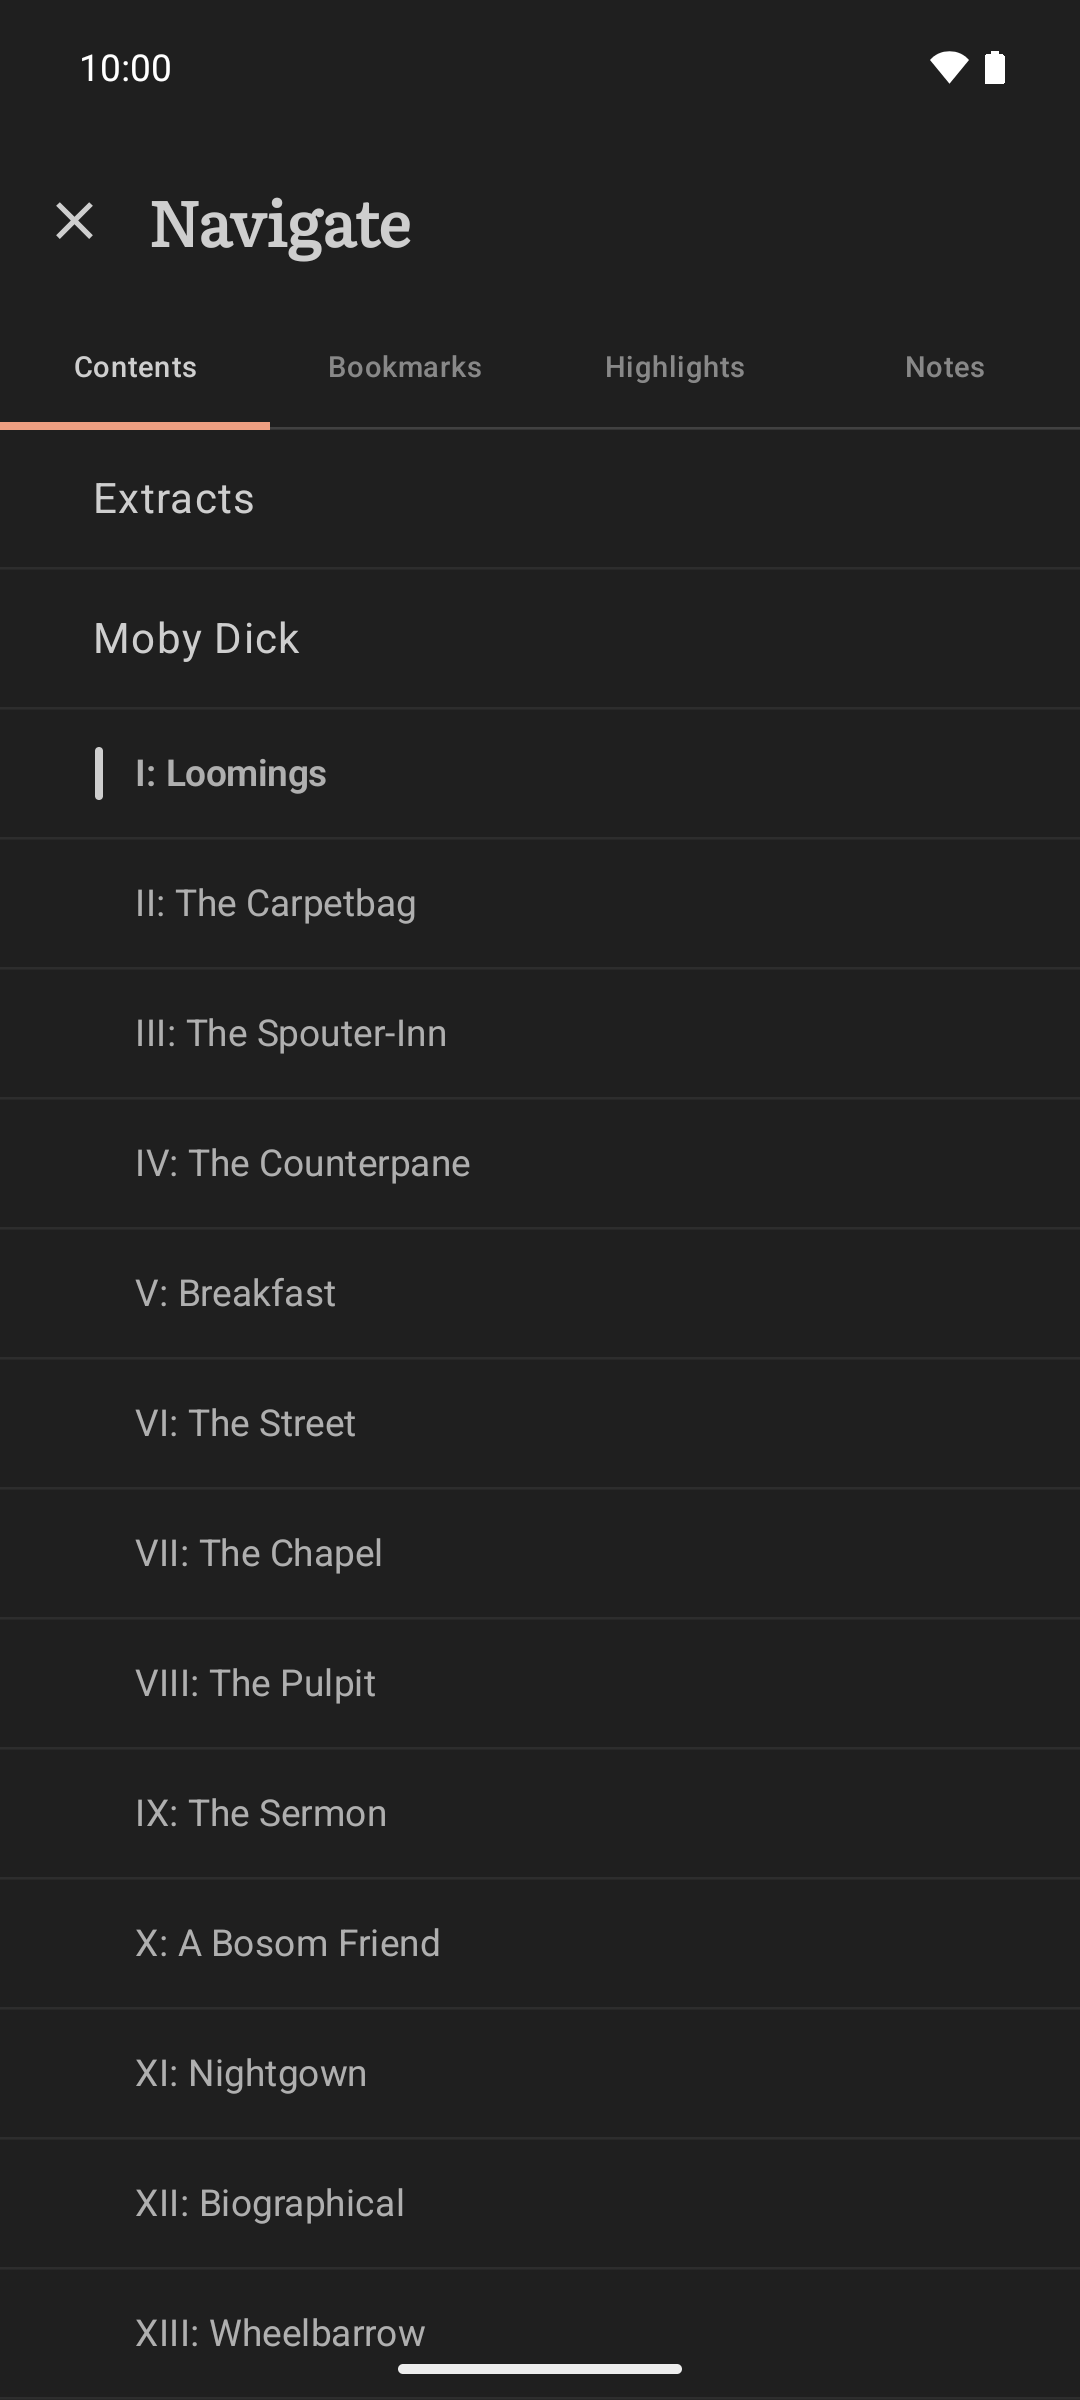 10:00
Navigate
Contents Bookmarks Highlights Notes
Extracts
Moby Dick
I: Loomings
II: The Carpetbag
III: The Spouter-Inn
IV: The Counterpane
V: Breakfast
VI: The Street
VII: The Chapel
VIII: The Pulpit
IX: The Sermon
X: A Bosom Friend
XI: Nightgown
XII: Biographical
XIII: Wheelbarrow